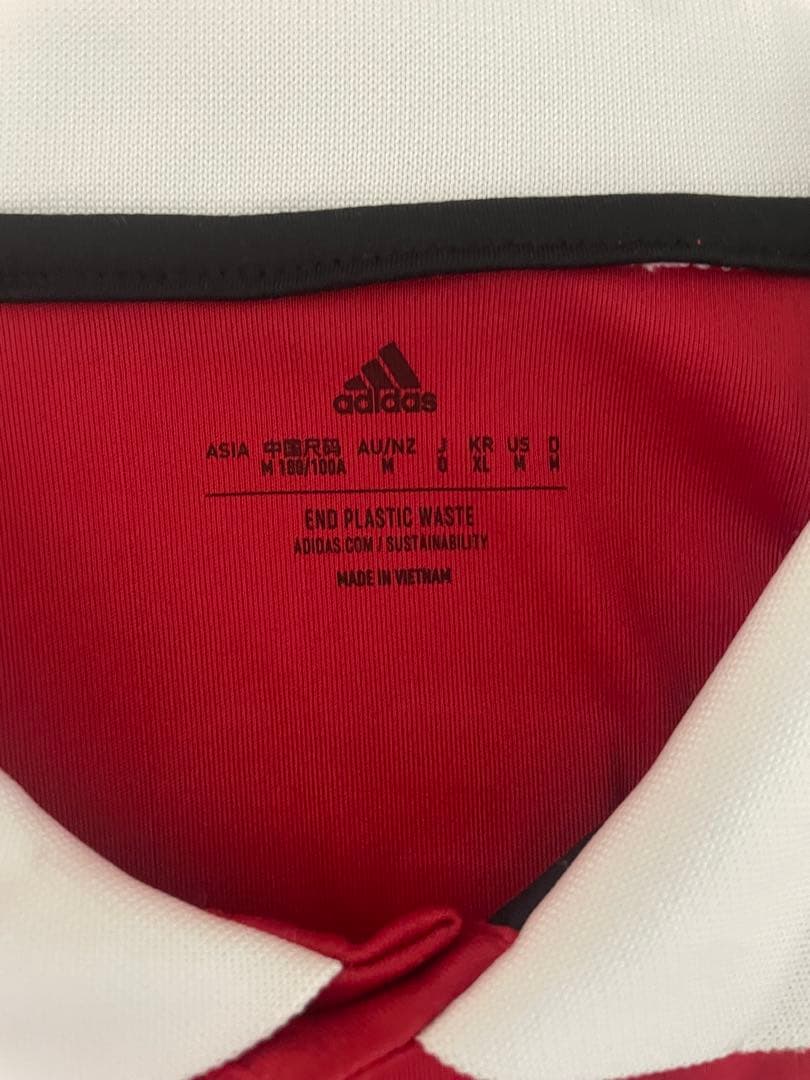 adidas
ASIA 中国尺码 AU/NZ J KR US D
M 180/100A M O XL M M
END PLASTIC WASTE
ADIDAS.COM / SUSTAINABILITY
MADE IN VIETNAM